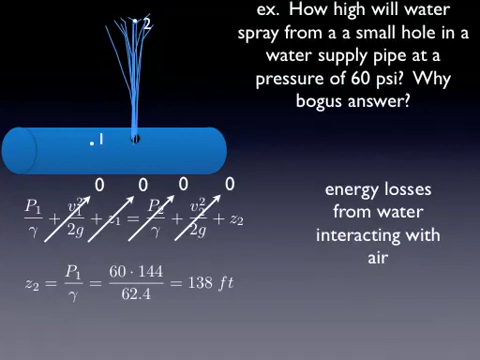 ex. How high will water
spray from a a small hole in a
water supply pipe at a
pressure of 60 psi? Why
bogus answer?
2
.1
0 0 0 0
P₁/γ + v₁²/2g + z₁ = P₂/γ + v₂²/2g + z₂
z₂ = P₁/γ = 60 · 144/62.4 = 138 ft
energy losses
from water
interacting with
air